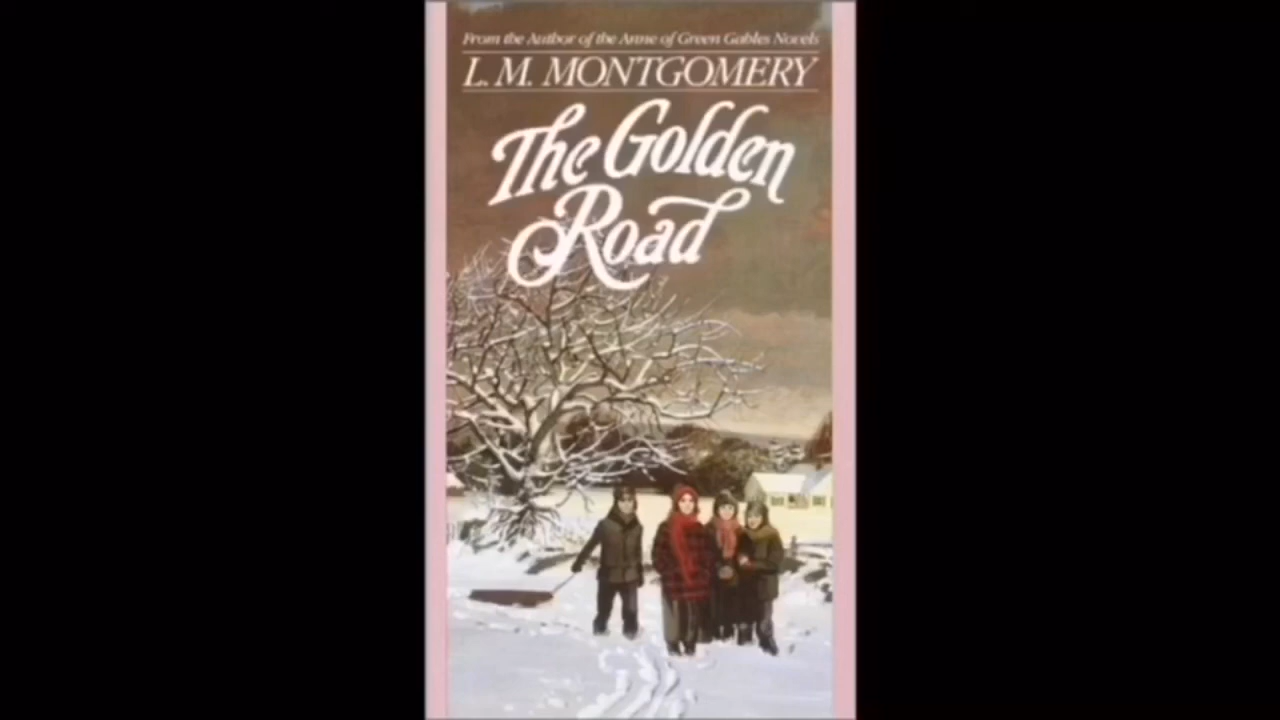 From the Author of the Anne of Green Gables Novels
L. M. MONTGOMERY
The Golden
Road